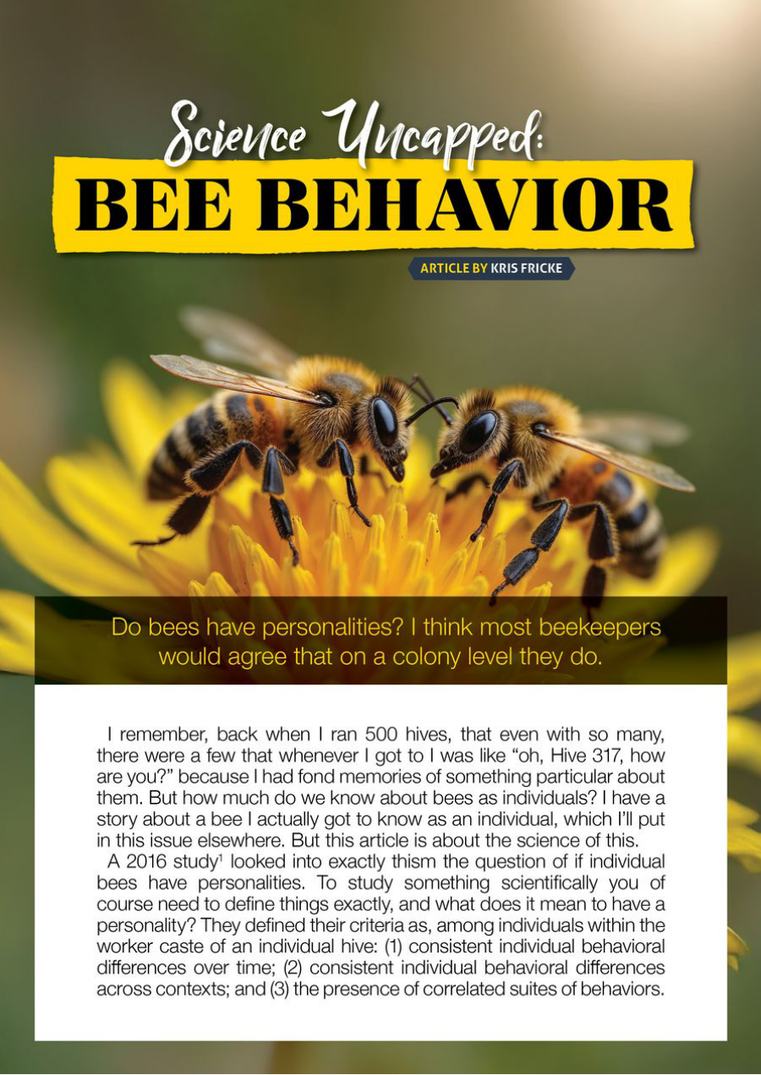 Science Uncapped:
BEE BEHAVIOR
ARTICLE BY KRIS FRICKE
Do bees have personalities? I think most beekeepers
would agree that on a colony level they do.
I remember, back when I ran 500 hives, that even with so many,
there were a few that whenever I got to I was like “oh, Hive 317, how
are you?” because I had fond memories of something particular about
them. But how much do we know about bees as individuals? I have a
story about a bee I actually got to know as an individual, which I’ll put
in this issue elsewhere. But this article is about the science of this.
A 2016 study¹ looked into exactly thism the question of if individual
bees have personalities. To study something scientifically you of
course need to define things exactly, and what does it mean to have a
personality? They defined their criteria as, among individuals within the
worker caste of an individual hive: (1) consistent individual behavioral
differences over time; (2) consistent individual behavioral differences
across contexts; and (3) the presence of correlated suites of behaviors.